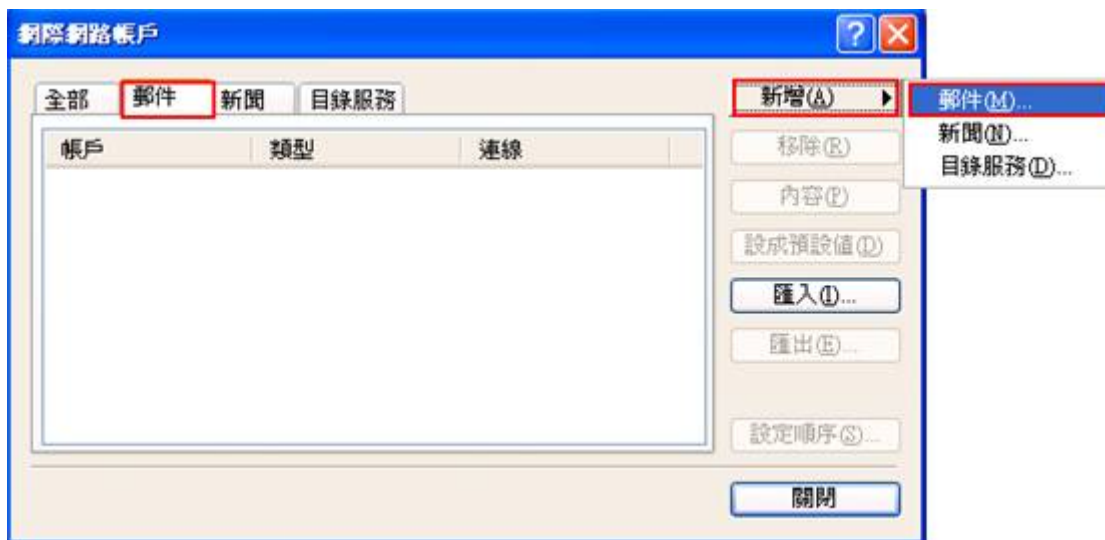 網際網路帳戶
全部 郵件 新聞 目錄服務
帳戶 類型 連線
新增(A)
移除(R)
內容(P)
設成預設值(D)
匯入(I)...
匯出(E)...
設定順序(S)...
關閉
郵件(M)...
新聞(N)...
目錄服務(D)...